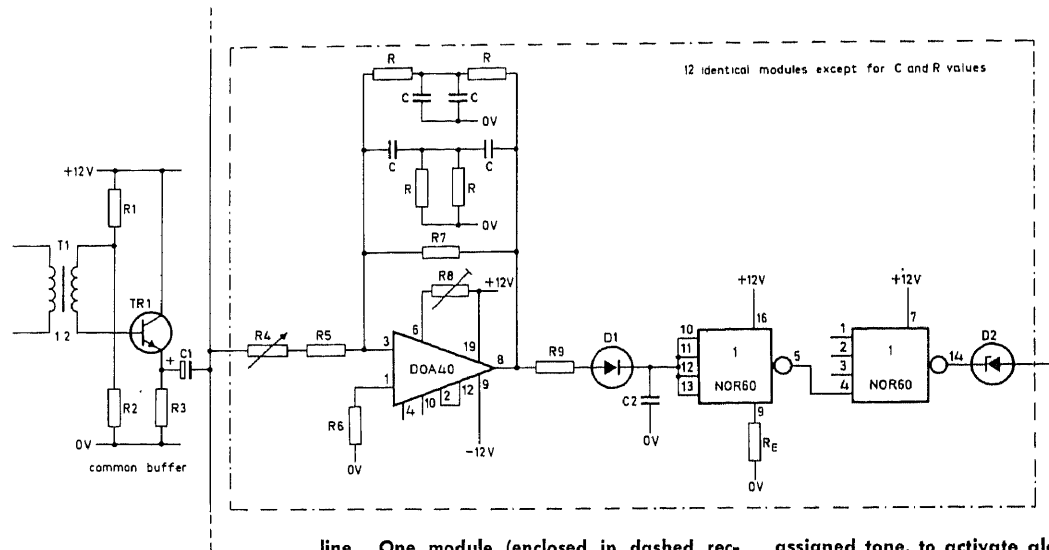 12 identical modules except for C and R values
R
R
C
C
0V
C
C
R
R
0V
R7
R8
+12V
+12V
R1
T1
1 2
TR1
+
C1
R2
R3
0V
common buffer
R4
R5
3
6
19
DOA40
8
1
4
10
2
12
9
R6
0V
-12V
R9
D1
C2
0V
+12V
16
10
11
12
13
1
NOR60
5
9
RE
0V
+12V
7
1
2
3
4
1
NOR60
14
D2
line. One module (enclosed in dashed rec-
assigned tone, to activate alc